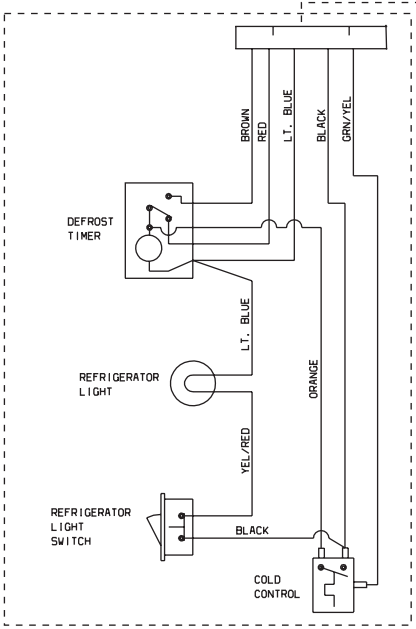 BROWN
RED
LT. BLUE
BLACK
GRN/YEL
DEFROST
TIMER
LT. BLUE
REFRIGERATOR
LIGHT
ORANGE
YEL/RED
REFRIGERATOR
LIGHT
SWITCH
BLACK
COLD
CONTROL